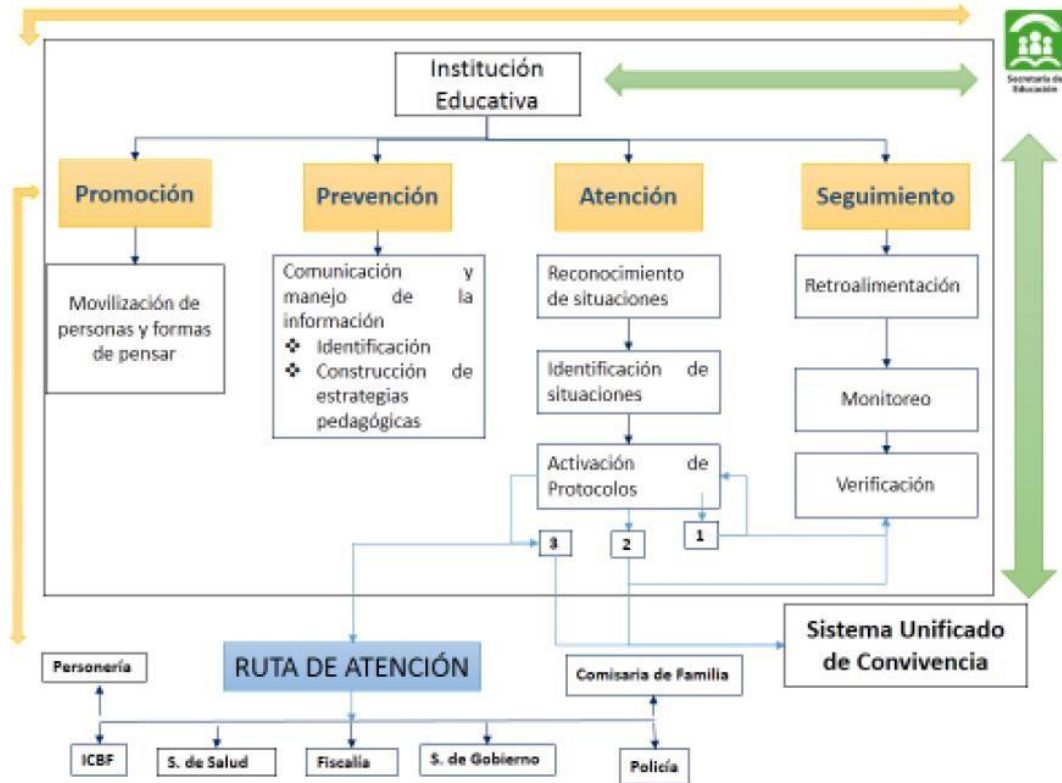 Secretaría de
Educación
Institución
Educativa
Promoción
Prevención
Atención
Seguimiento
Movilización de
personas y formas
de pensar
Comunicación y
manejo de la
información
❖ Identificación
❖ Construcción de
estrategias
pedagógicas
Reconocimiento
de situaciones
Identificación de
situaciones
Activación de
Protocolos
3
2
1
Retroalimentación
Monitoreo
Verificación
Sistema Unificado
de Convivencia
RUTA DE ATENCIÓN
Personería
Comisaria de Familia
ICBF
S. de Salud
Fiscalía
S. de Gobierno
Policía